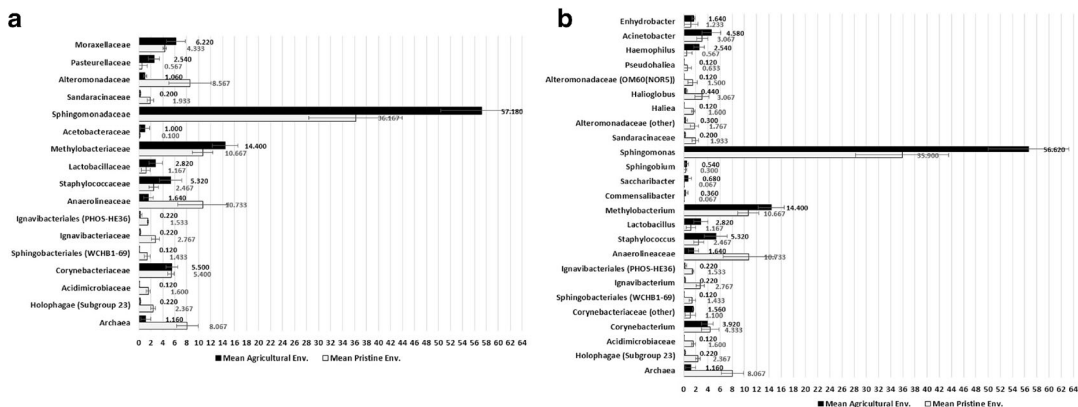 a
Moraxellaceae 6.220
4.333
Pasteurellaceae 2.540
0.567
Alteromonadaceae 1.060
8.567
Sandaracinaceae 0.200
1.933
Sphingomonadaceae 57.180
36.167
Acetobacteraceae 1.000
0.100
Methylobacteriaceae 14.400
10.667
Lactobacillaceae 2.820
1.167
Staphylococcaceae 5.320
2.467
Anaerolineaceae 1.640
10.733
Ignavibacteriales (PHOS-HE36) 0.220
1.533
Ignavibacteriaceae 0.220
2.767
Sphingobacteriales (WCHB1-69) 0.120
1.433
Corynebacteriaceae 5.500
5.400
Acidimicrobiaceae 0.120
1.600
Holophagae (Subgroup 23) 0.220
2.367
Archaea 1.160
8.067
0 2 4 6 8 10 12 14 16 18 20 22 24 26 28 30 32 34 36 38 40 42 44 46 48 50 52 54 56 58 60 62 64
Mean Agricultural Env. Mean Pristine Env.
b
Enhydrobacter 1.640
1.233
Acinetobacter 4.580
3.067
Haemophilus 2.540
0.567
Pseudohaliea 0.120
0.633
Alteromonadaceae (OM60[NOR5]) 0.120
1.500
Halioglobus 0.440
3.067
Haliea 0.120
1.600
Alteromonadaceae (other) 0.300
1.767
Sandaracinaceae 0.200
1.933
Sphingomonas 56.620
35.900
Sphingobium 0.540
0.300
Saccharibacter 0.680
0.067
Commensalibacter 0.360
0.067
Methylobacterium 14.400
10.667
Lactobacillus 2.820
1.167
Staphylococcus 5.320
2.467
Anaerolineaceae 1.640
10.733
Ignavibacteriales (PHOS-HE36) 0.220
1.533
Ignavibacterium 0.220
2.767
Sphingobacteriales (WCHB1-69) 0.120
1.433
Corynebacteriaceae (other) 1.560
1.100
Corynebacterium 3.920
4.333
Acidimicrobiaceae 0.120
1.600
Holophagae (Subgroup 23) 0.220
2.367
Archaea 1.160
8.067
0 2 4 6 8 10 12 14 16 18 20 22 24 26 28 30 32 34 36 38 40 42 44 46 48 50 52 54 56 58 60 62 64
Mean Agricultural Env. Mean Pristine Env.